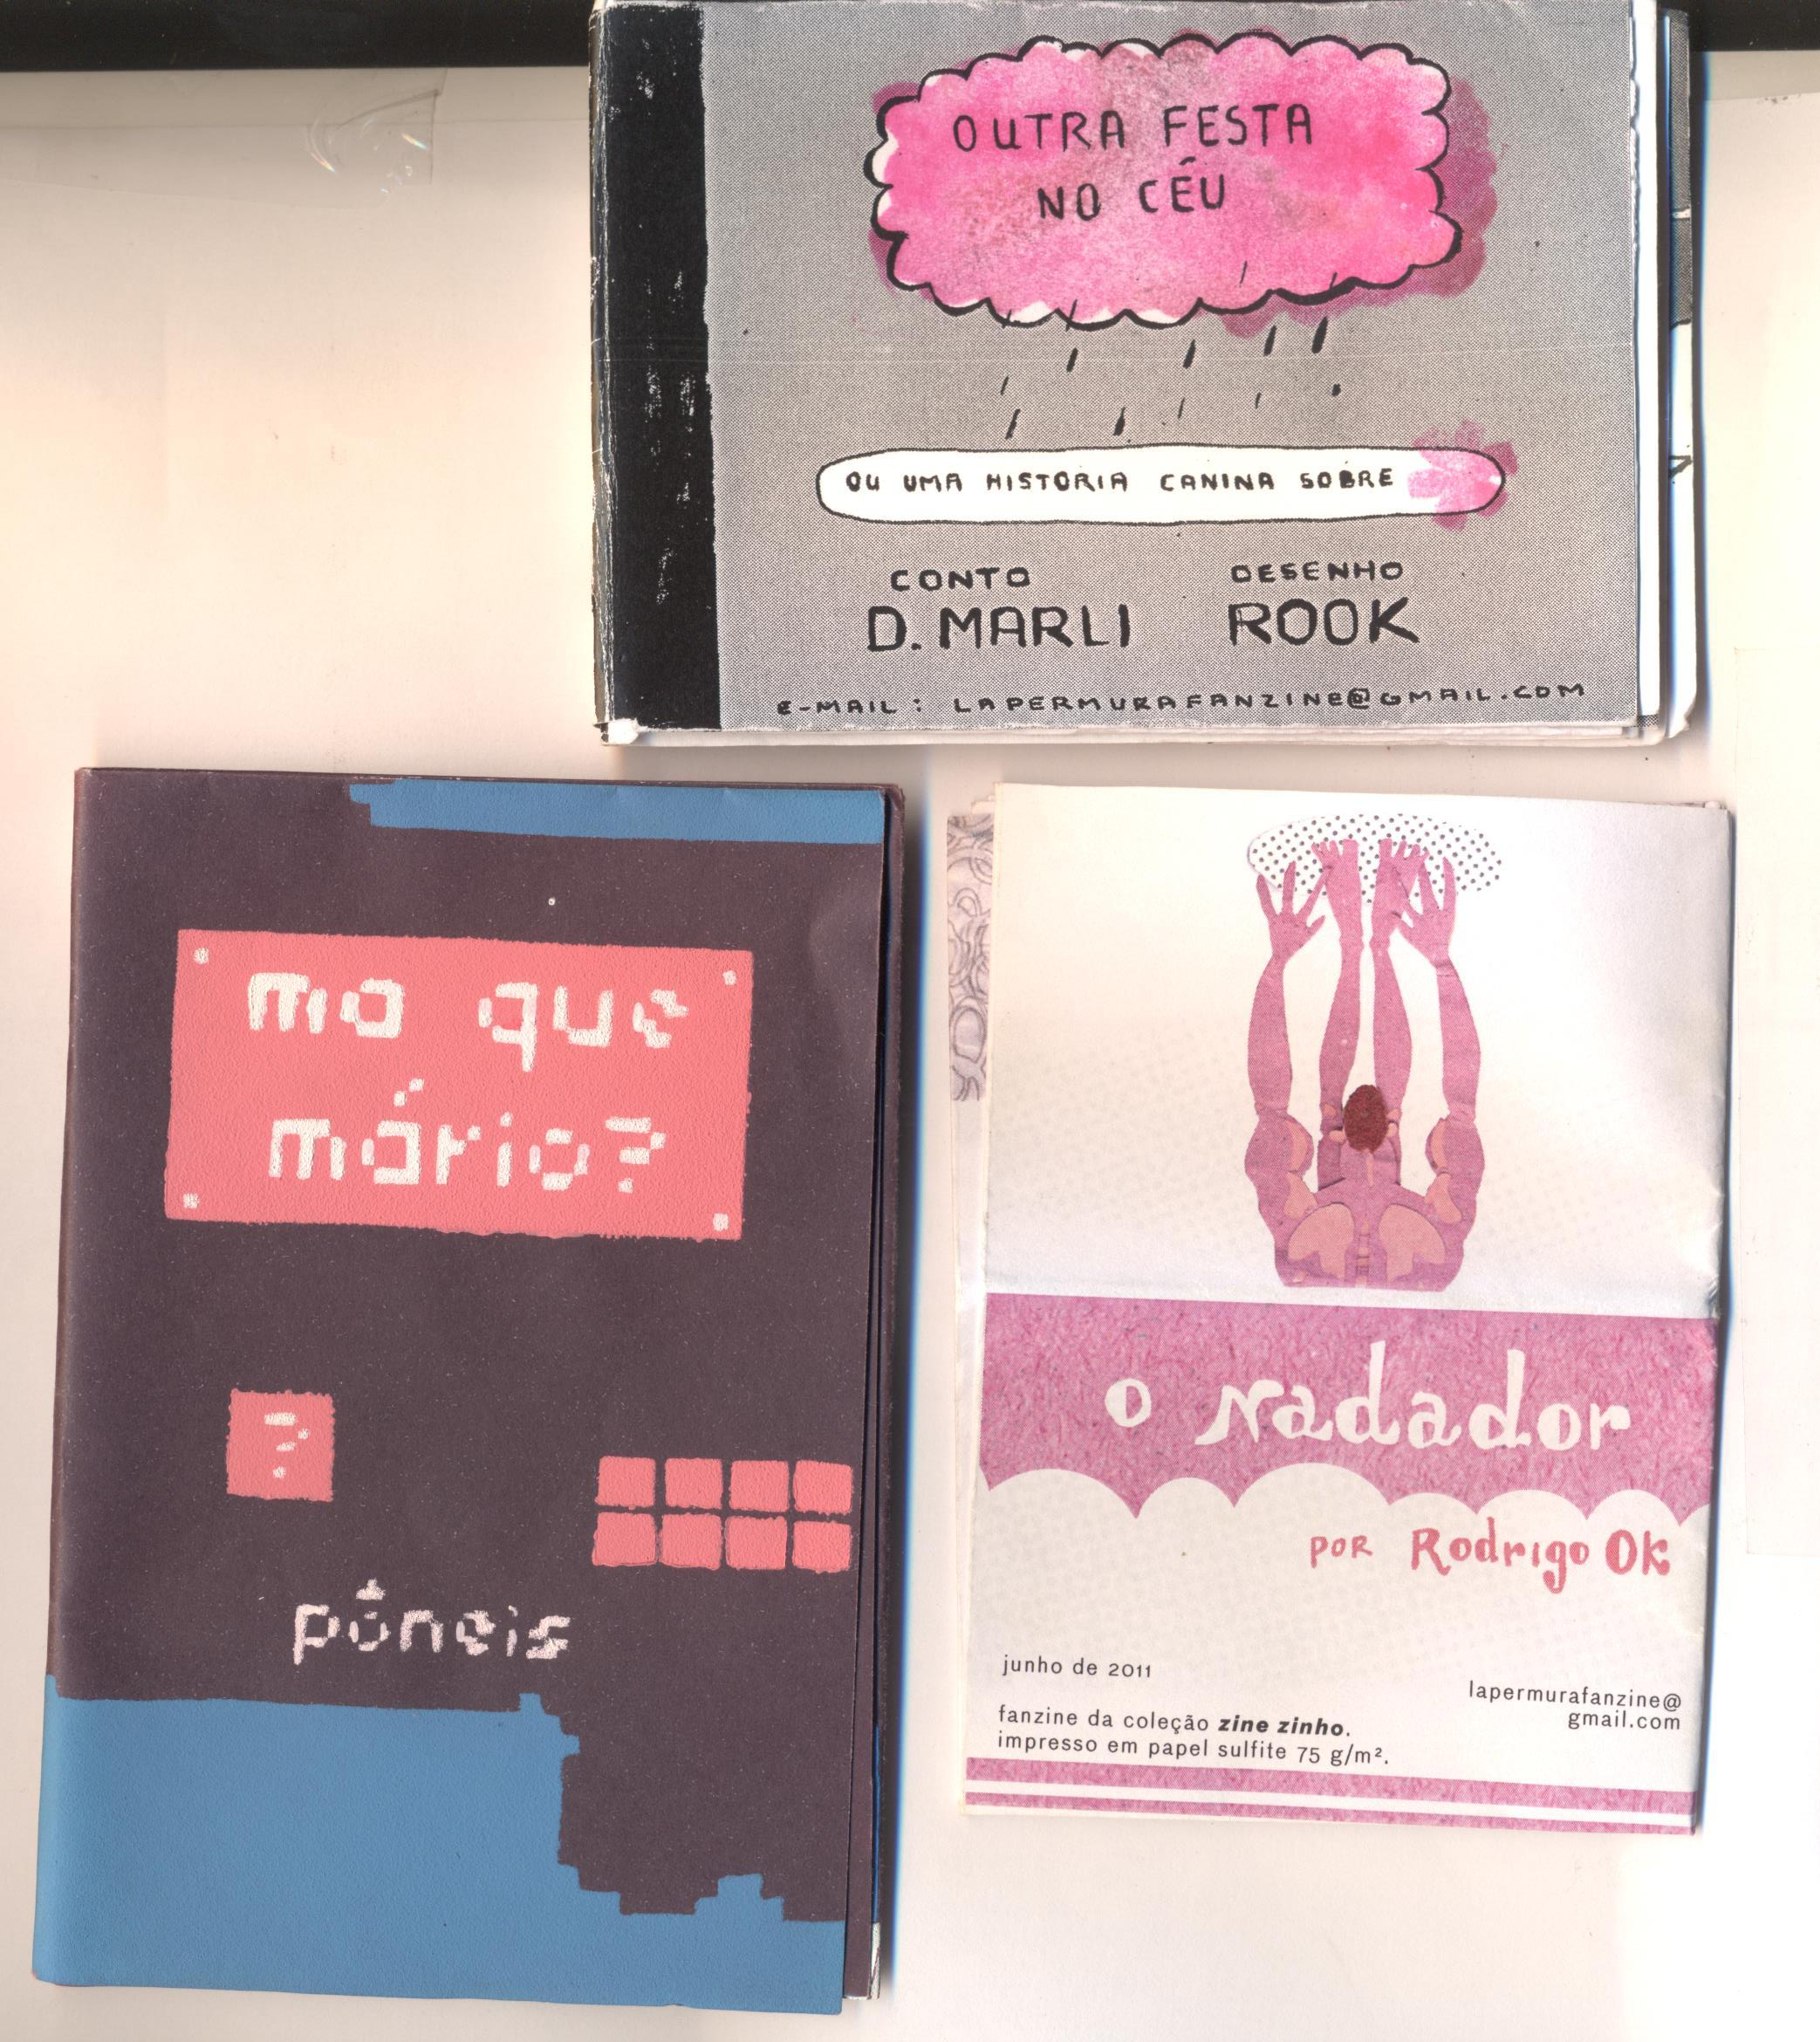 OUTRA FESTA
NO CÉU
OU UMA HISTORIA CANINA SOBRE
CONTO
D. MARLI
DESENHO
ROOK
E-MAIL: LAPERMURAFANZINE@GMAIL.COM
mo que
mário?
?
pôneis
o Nadador
POR Rodrigo Ok
junho de 2011
fanzine da coleção zine zinho.
impresso em papel sulfite 75 g/m².
lapermurafanzine@
gmail.com